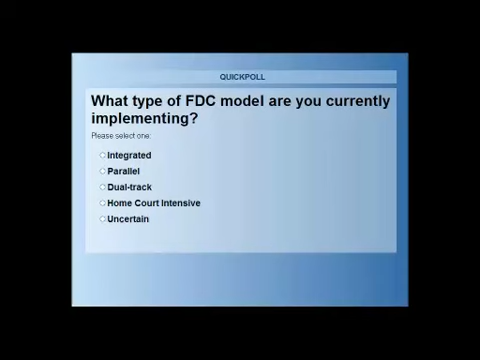 QUICKPOLL
What type of FDC model are you currently
implementing?
Please select one:
Integrated
Parallel
Dual-track
Home Court Intensive
Uncertain